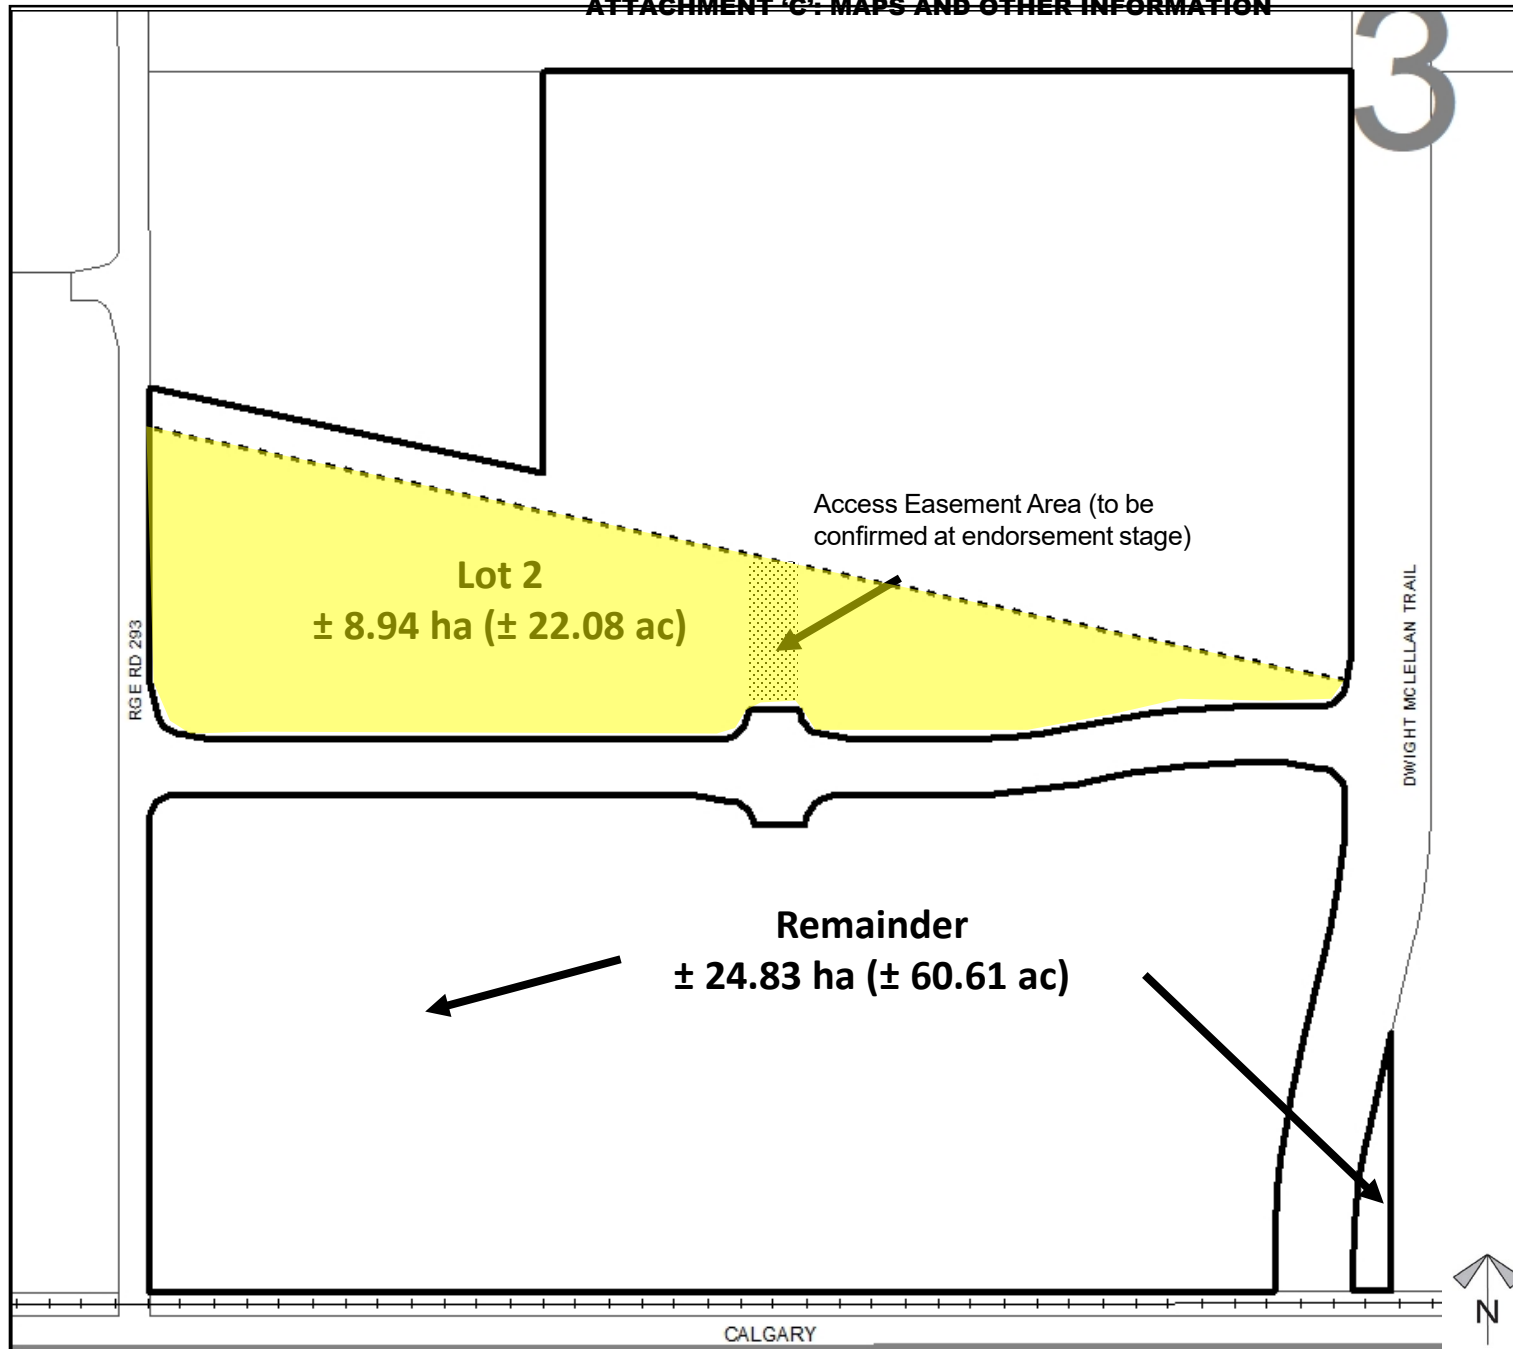 ATTACHMENT ‘C’: MAPS AND OTHER INFORMATION
3
Access Easement Area (to be
confirmed at endorsement stage)
Lot 2
± 8.94 ha (± 22.08 ac)
RGE RD 293
DWIGHT MCLELLAN TRAIL
Remainder
± 24.83 ha (± 60.61 ac)
N
CALGARY